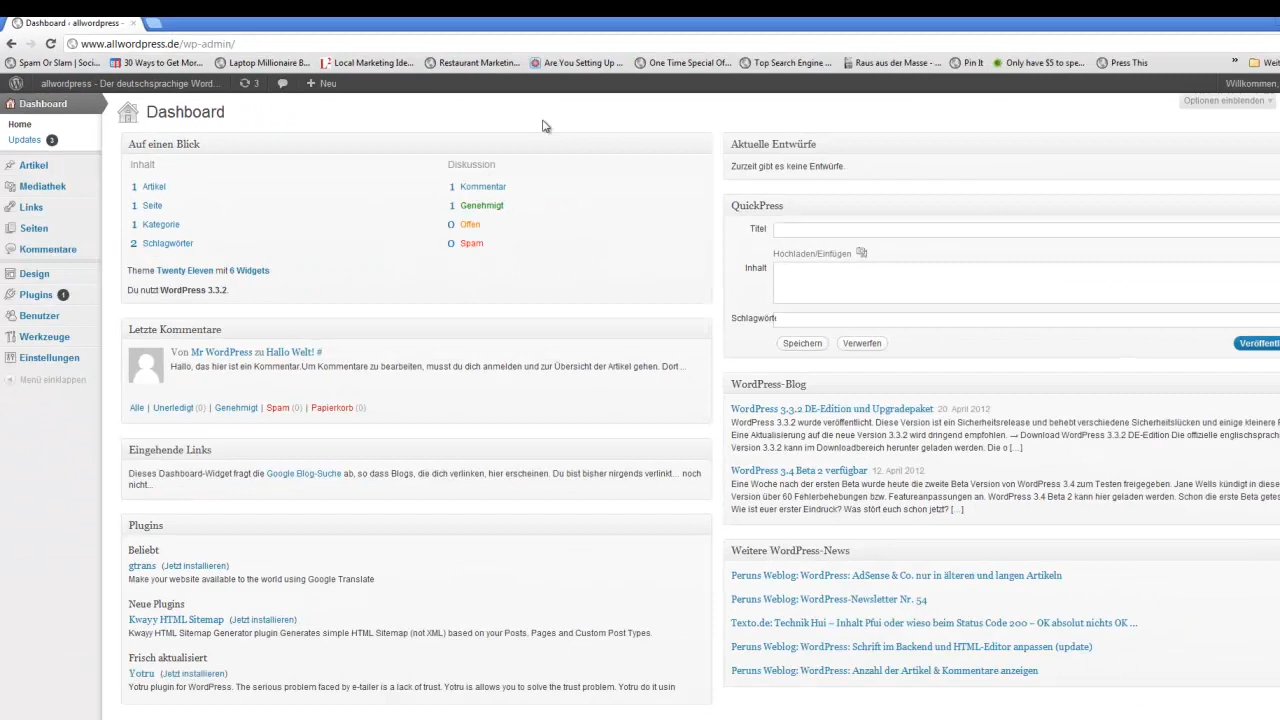 Dashboard ‹ allwordpress -
www.allwordpress.de/wp-admin/
Spam Or Slam | Soci...
30 Ways to Get Mor...
Laptop Millionaire B...
Local Marketing Ide...
Restaurant Marketin...
Are You Setting Up ...
One Time Special Of...
Top Search Engine ...
Raus aus der Masse - ...
Pin It
Only have $5 to spe...
Press This
»
Weit
allwordpress - Der deutschsprachige Word...
3
+ Neu
Willkommen,
Dashboard
Home
Updates 3
Artikel
Mediathek
Links
Seiten
Kommentare
Design
Plugins 1
Benutzer
Werkzeuge
Einstellungen
Menü einklappen
Optionen einblenden
Dashboard
Auf einen Blick
Inhalt
1 Artikel
1 Seite
1 Kategorie
2 Schlagwörter
Diskussion
1 Kommentar
1 Genehmigt
0 Offen
0 Spam
Theme Twenty Eleven mit 6 Widgets
Du nutzt WordPress 3.3.2.
Letzte Kommentare
Von Mr WordPress zu Hallo Welt! #
Hallo, das hier ist ein Kommentar.Um Kommentare zu bearbeiten, musst du dich anmelden und zur Übersicht der Artikel gehen. Dort ...
Alle | Unerledigt (0) | Genehmigt | Spam (0) | Papierkorb (0)
Eingehende Links
Dieses Dashboard-Widget fragt die Google Blog-Suche ab, so dass Blogs, die dich verlinken, hier erscheinen. Du bist bisher nirgends verlinkt... noch
nicht...
Plugins
Beliebt
gtrans (Jetzt installieren)
Make your website available to the world using Google Translate
Neue Plugins
Kwayy HTML Sitemap (Jetzt installieren)
Kwayy HTML Sitemap Generator plugin Generates simple HTML Sitemap (not XML) based on your Posts, Pages and Custom Post Types.
Frisch aktualisiert
Yotru (Jetzt installieren)
Yotru plugin for WordPress. The serious problem faced by e-tailer is a lack of trust. Yotru is allows you to solve the trust problem. Yotru do it usin
Aktuelle Entwürfe
Zurzeit gibt es keine Entwürfe.
QuickPress
Titel
Hochladen/Einfügen
Inhalt
Schlagwörte
Speichern
Verwerfen
Veröffentl
WordPress-Blog
WordPress 3.3.2 DE-Edition und Upgradepaket 20. April 2012
WordPress 3.3.2 wurde veröffentlicht. Diese Version ist ein Sicherheitsrelease und behebt verschiedene Sicherheitslücken und einige kleinere F
Eine Aktualisierung auf die neue Version 3.3.2 wird dringend empfohlen. → Download WordPress 3.3.2 DE-Edition Die offizielle englischsprach
Version 3.3.2 kann im Downloadbereich herunter geladen werden. Die o [...]
WordPress 3.4 Beta 2 verfügbar 12. April 2012
Eine Woche nach der ersten Beta wurde heute die zweite Beta Version von WordPress 3.4 zum Testen freigegeben. Jane Wells kündigt in diese
Version über 60 Fehlerbehebungen bzw. Featureanpassungen an. WordPress 3.4 Beta 2 kann hier geladen werden. Schon die erste Beta getes
Wie ist euer erster Eindruck? Was stört euch schon jetzt? [...]
Weitere WordPress-News
Peruns Weblog: WordPress: AdSense & Co. nur in älteren und langen Artikeln
Peruns Weblog: WordPress-Newsletter Nr. 54
Texto.de: Technik Hui – Inhalt Pfui oder wieso beim Status Code 200 – OK absolut nichts OK ...
Peruns Weblog: WordPress: Schrift im Backend und HTML-Editor anpassen (update)
Peruns Weblog: WordPress: Anzahl der Artikel & Kommentare anzeigen